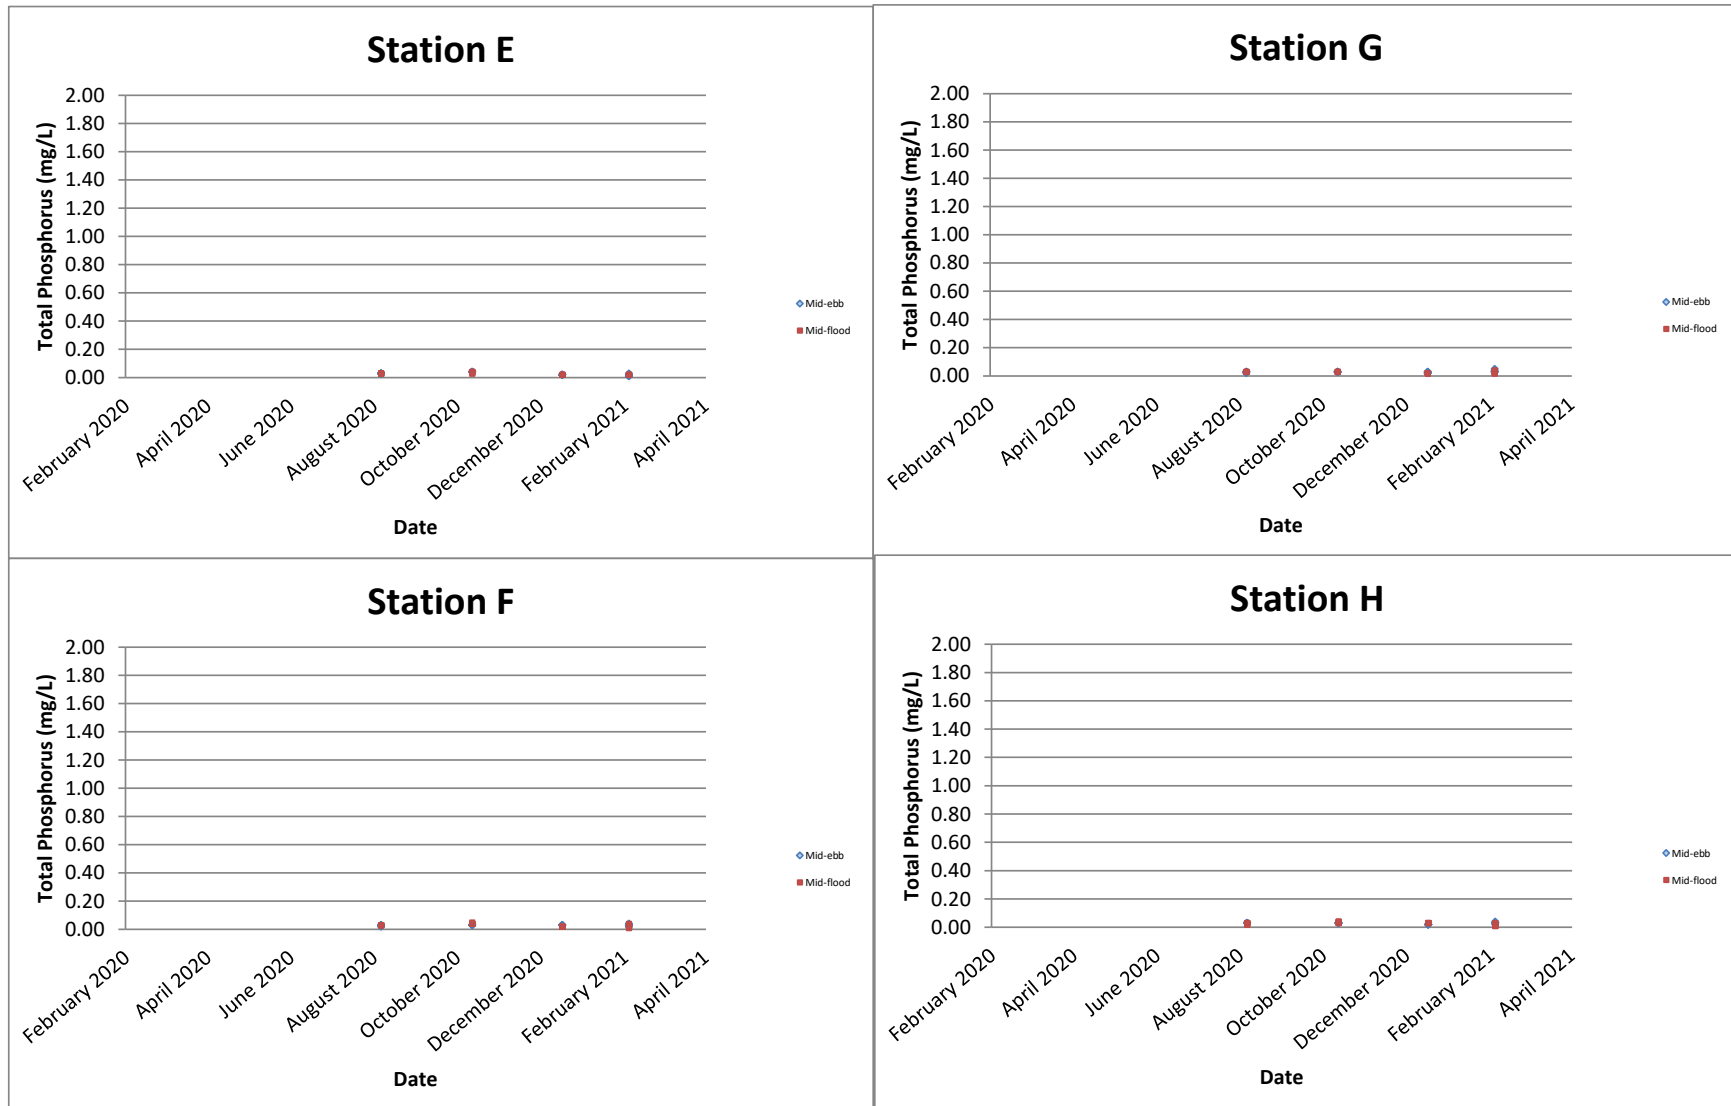 Station E
Total Phosphorus (mg/L)
2.00
1.80
1.60
1.40
1.20
1.00
0.80
0.60
0.40
0.20
0.00
February 2020
April 2020
June 2020
August 2020
October 2020
December 2020
February 2021
April 2021
Date
Mid-ebb
Mid-flood
Station G
Total Phosphorus (mg/L)
2.00
1.80
1.60
1.40
1.20
1.00
0.80
0.60
0.40
0.20
0.00
February 2020
April 2020
June 2020
August 2020
October 2020
December 2020
February 2021
April 2021
Date
Mid-ebb
Mid-flood
Station F
Total Phosphorus (mg/L)
2.00
1.80
1.60
1.40
1.20
1.00
0.80
0.60
0.40
0.20
0.00
February 2020
April 2020
June 2020
August 2020
October 2020
December 2020
February 2021
April 2021
Date
Mid-ebb
Mid-flood
Station H
Total Phosphorus (mg/L)
2.00
1.80
1.60
1.40
1.20
1.00
0.80
0.60
0.40
0.20
0.00
February 2020
April 2020
June 2020
August 2020
October 2020
December 2020
February 2021
April 2021
Date
Mid-ebb
Mid-flood